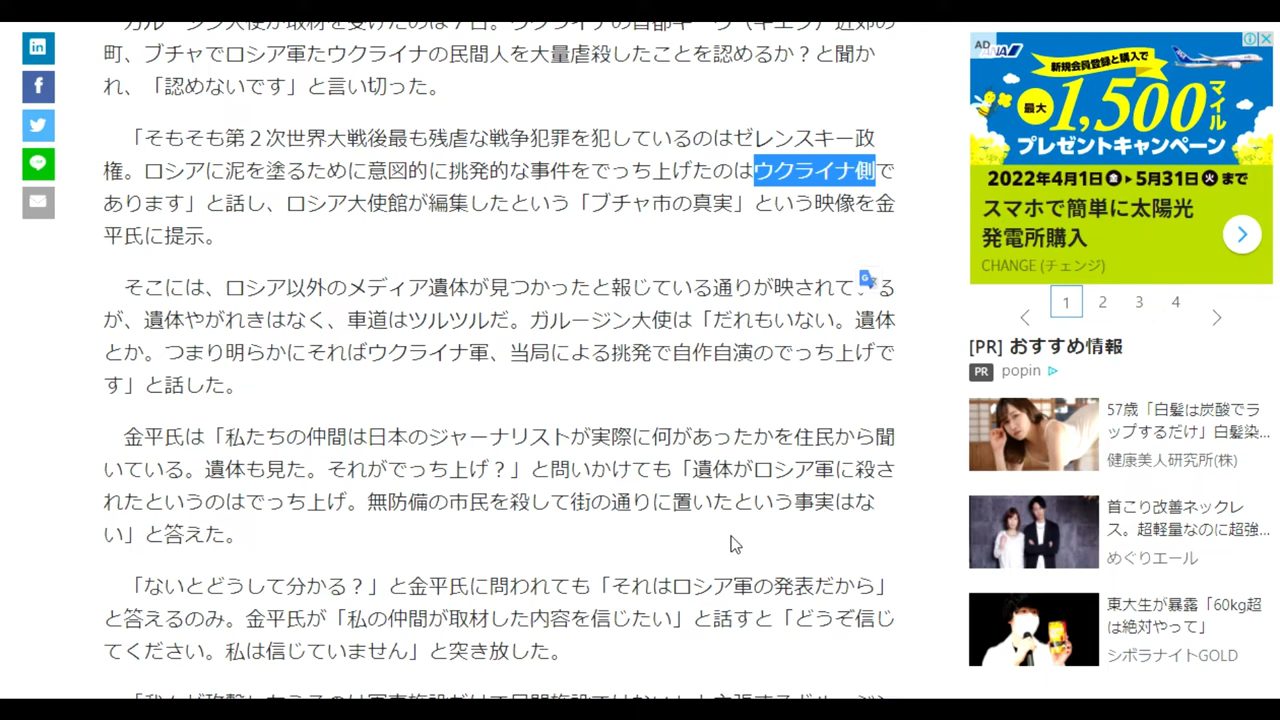 町、ブチャでロシア軍たウクライナの民間人を大量虐殺したことを認めるか？と聞か
れ、「認めないです」と言い切った。
「そもそも第２次世界大戦後最も残虐な戦争犯罪を犯しているのはゼレンスキー政
権。ロシアに泥を塗るために意図的に挑発的な事件をでっち上げたのはウクライナ側で
あります」と話し、ロシア大使館が編集したという「ブチャ市の真実」という映像を金
平氏に提示。
そこには、ロシア以外のメディア遺体が見つかったと報じている通りが映されている
が、遺体やがれきはなく、車道はツルツルだ。ガルージン大使は「だれもいない。遺体
とか。つまり明らかにそればウクライナ軍、当局による挑発で自作自演のでっち上げで
す」と話した。
金平氏は「私たちの仲間は日本のジャーナリストが実際に何があったかを住民から聞
いている。遺体も見た。それがでっち上げ？」と問いかけても「遺体がロシア軍に殺さ
れたというのはでっち上げ。無防備の市民を殺して街の通りに置いたという事実はな
い」と答えた。
「ないとどうして分かる？」と金平氏に問われても「それはロシア軍の発表だから」
と答えるのみ。金平氏が「私の仲間が取材した内容を信じたい」と話すと「どうぞ信じ
てください。私は信じていません」と突き放した。
AD
ANA
新規会員登録と購入で
最大1,500マイル
プレゼントキャンペーン
2022年4月1日金▸5月31日火まで
スマホで簡単に太陽光
発電所購入
CHANGE (チェンジ)
1 2 3 4
[PR] おすすめ情報
PR popin
57歳「白髪は炭酸でラ
ップするだけ」白髪染...
健康美人研究所(株)
首こり改善ネックレ
ス。超軽量なのに超強...
めぐりエール
東大生が暴露「60kg超
は絶対やって」
シボラナイトGOLD